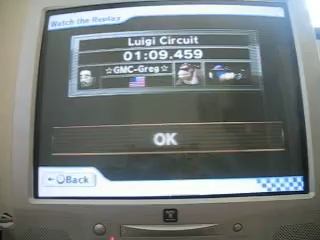 Watch the Replay
Luigi Circuit
01:09.459
☆GMC-Greg☆
OK
Back